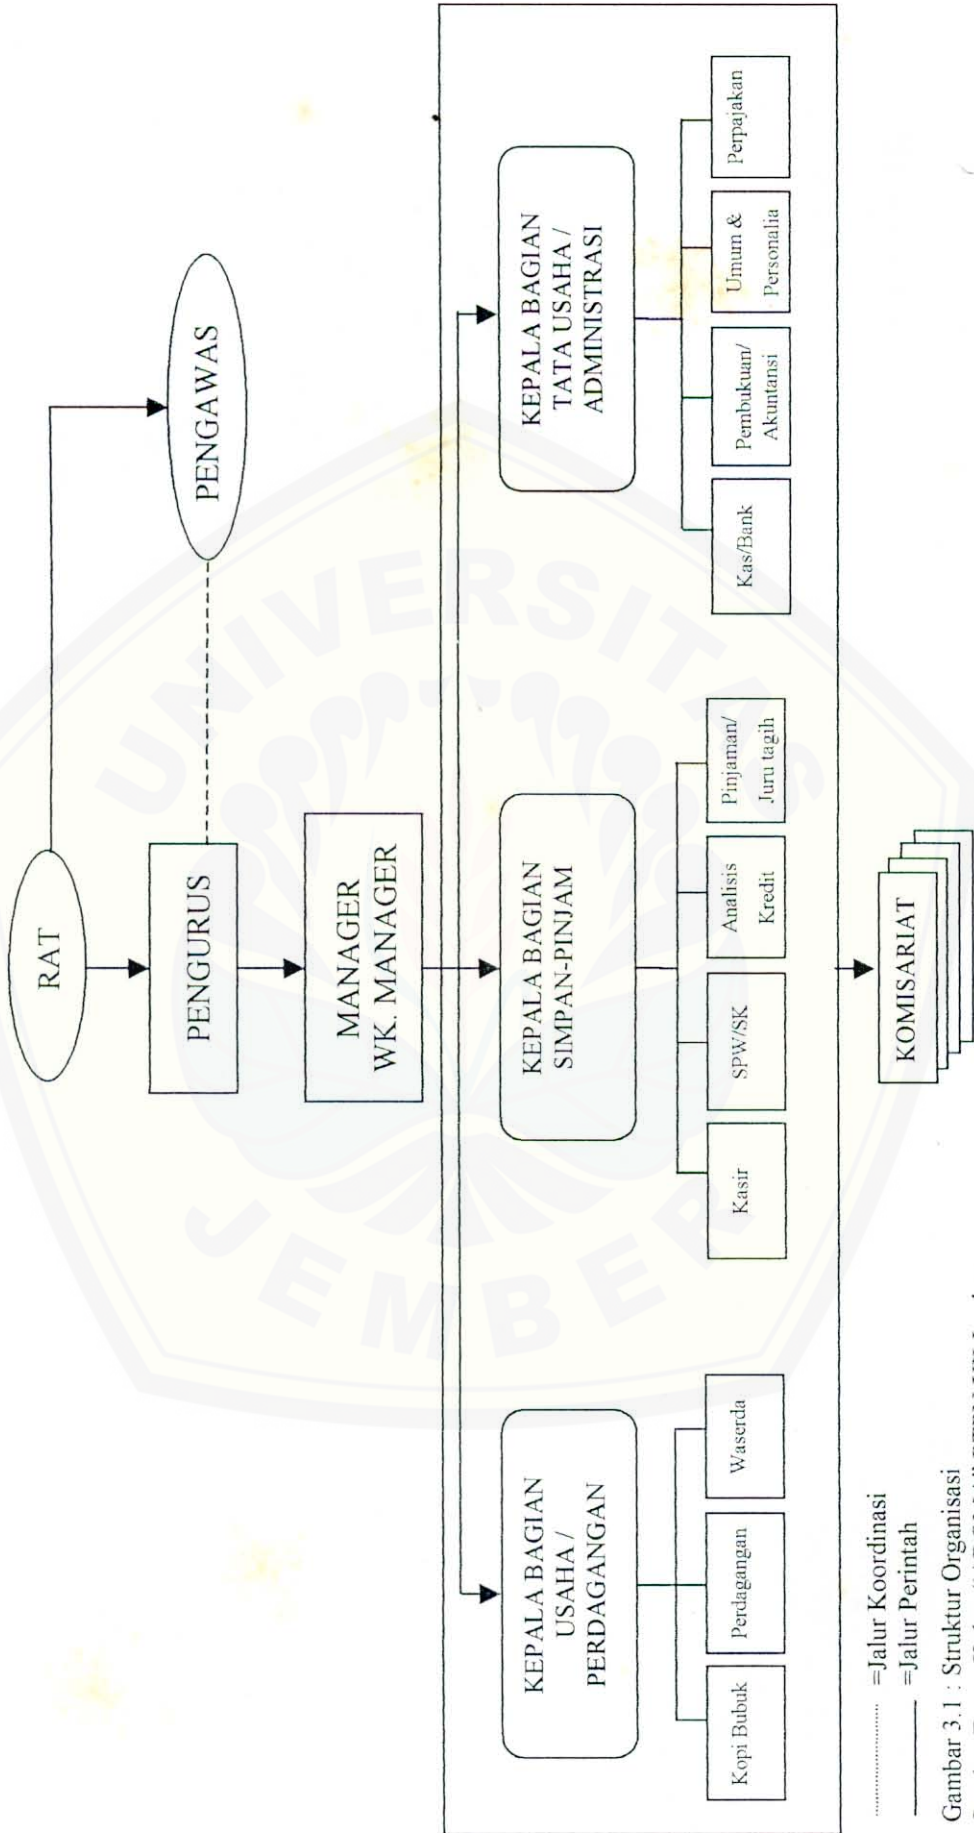 RAT
PENGAWAS
PENGURUS
MANAGER
WK. MANAGER
KEPALA BAGIAN
USAHA /
PERDAGANGAN
KEPALA BAGIAN
SIMPAN-PINJAM
KEPALA BAGIAN
TATA USAHA /
ADMINISTRASI
Kopi Bubuk
Perdagangan
Waserda
Kasir
SPW/SK
Analisis
Kredit
Pinjaman/
Juru tagih
Kas/Bank
Pembukuan/
Akuntansi
Umum &
Personalia
Perpajakan
KOMISARIAT
=Jalur Koordinasi
=Jalur Perintah
Gambar 3.1 : Struktur Organisasi
UNIVERSITAS
JEMBER